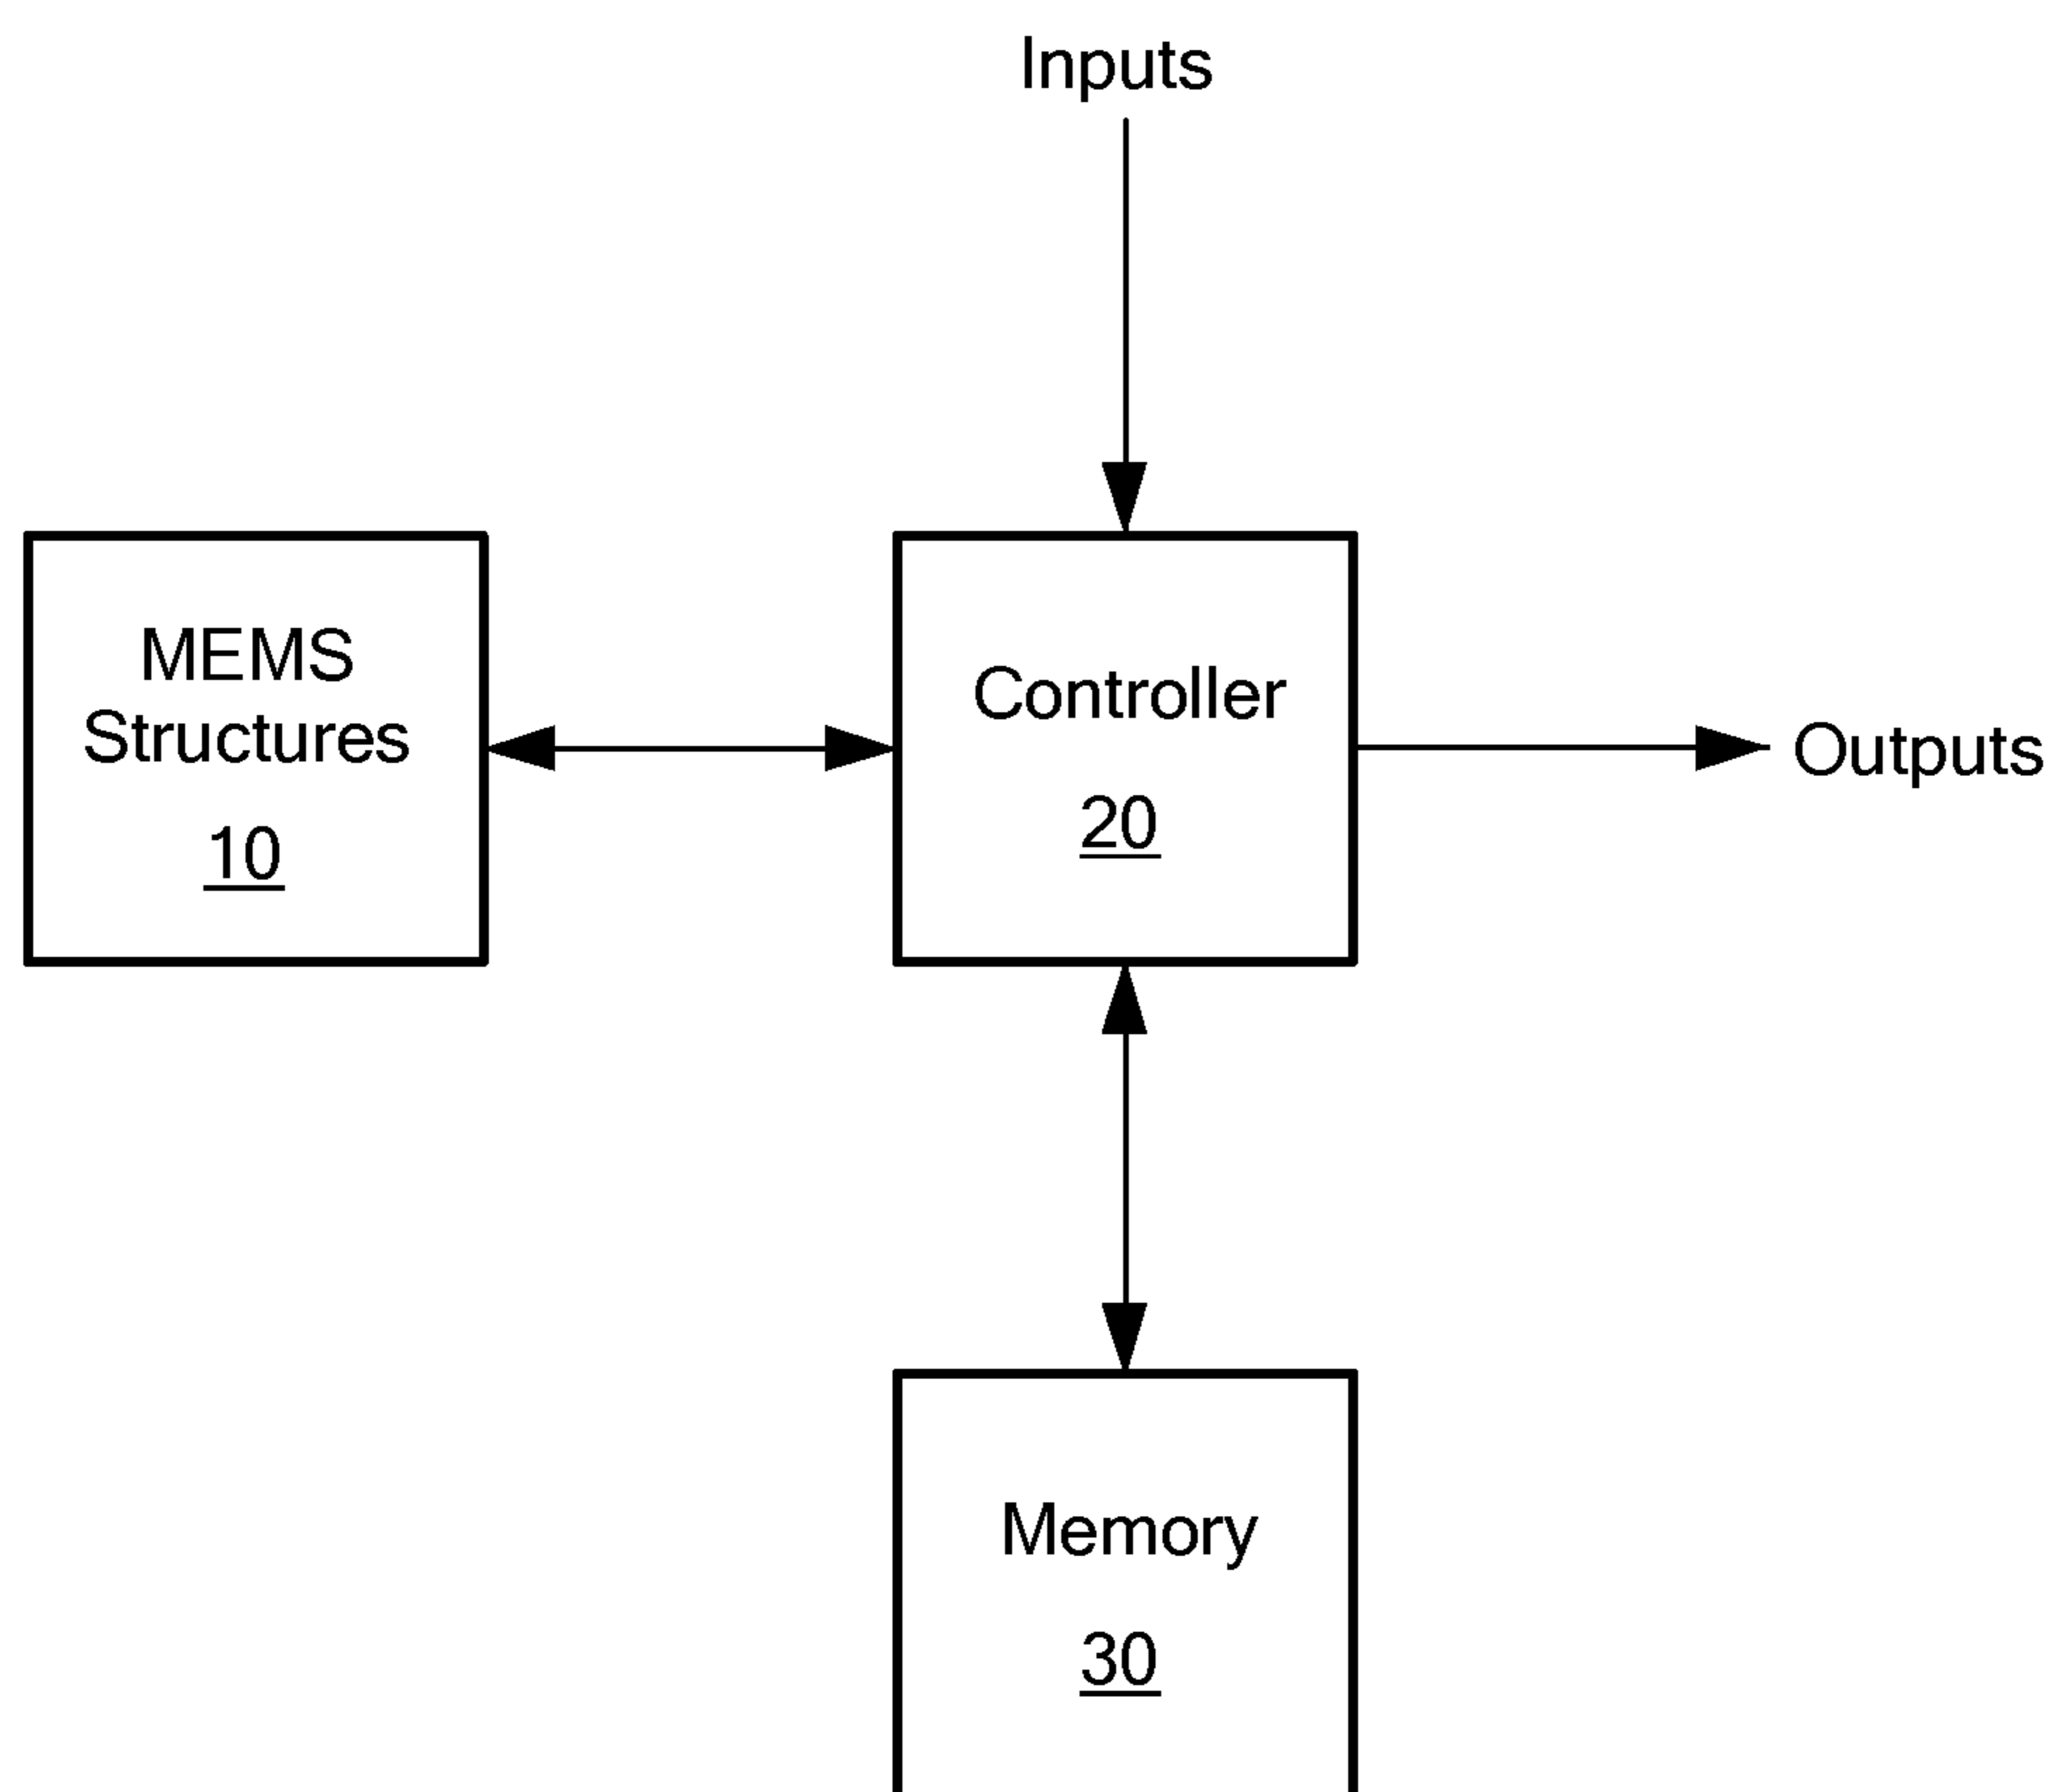 Inputs
MEMS
Structures
10
Controller
20
Outputs
Memory
30